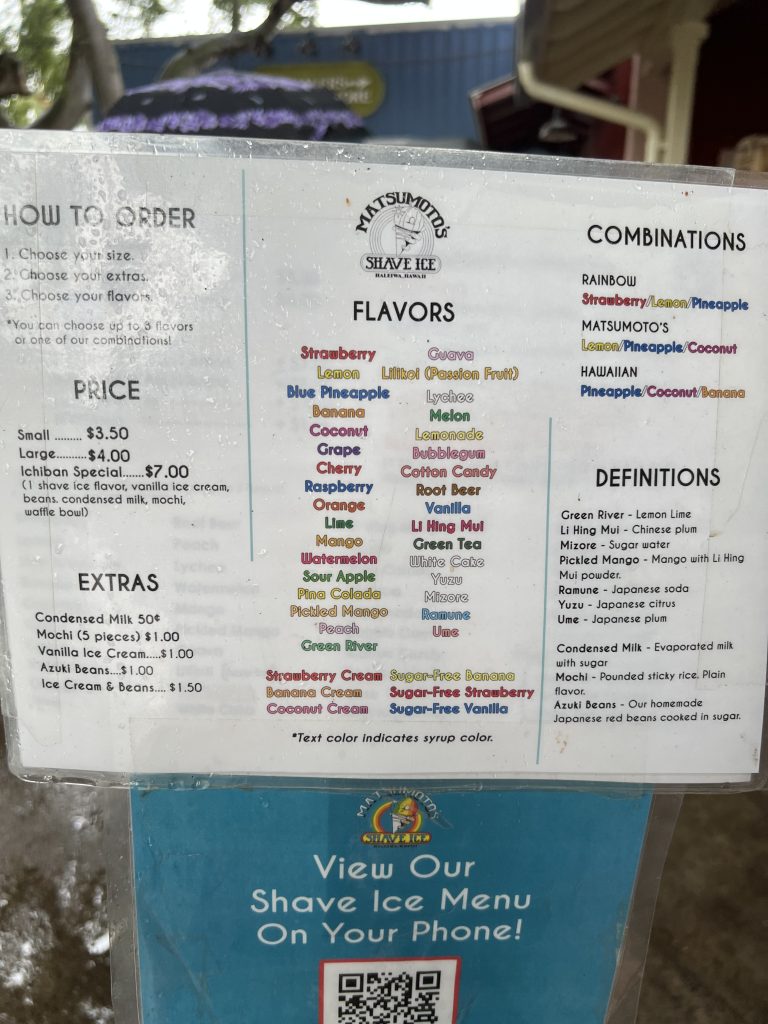 HOW TO ORDER
1. Choose your size.
2. Choose your extras.
3. Choose your flavors.
*You can choose up to 3 flavors
or one of our combinations!
PRICE
Small ........ $3.50
Large..........$4.00
Ichiban Special......$7.00
(1 shave ice flavor, vanilla ice cream,
beans. condensed milk, mochi,
waffle bowl)
EXTRAS
Condensed Milk 50¢
Mochi (5 pieces) $1.00
Vanilla Ice Cream.....$1.00
Azuki Beans....$1.00
Ice Cream & Beans.... $1.50
MATSUMOTO'S
SHAVE ICE
HALEIWA, HAWAII
FLAVORS
Strawberry
Lemon
Blue Pineapple
Banana
Coconut
Grape
Cherry
Raspberry
Orange
Lime
Mango
Watermelon
Sour Apple
Pina Colada
Pickled Mango
Peach
Green River
Guava
Lilikoi (Passion Fruit)
Lychee
Melon
Lemonade
Bubblegum
Cotton Candy
Root Beer
Vanilla
Li Hing Mui
Green Tea
White Cake
Yuzu
Mizore
Ramune
Ume
Strawberry Cream
Banana Cream
Coconut Cream
Sugar-Free Banana
Sugar-Free Strawberry
Sugar-Free Vanilla
*Text color indicates syrup color.
COMBINATIONS
RAINBOW
Strawberry/Lemon/Pineapple
MATSUMOTO'S
Lemon/Pineapple/Coconut
HAWAIIAN
Pineapple/Coconut/Banana
DEFINITIONS
Green River - Lemon Lime
Li Hing Mui - Chinese plum
Mizore - Sugar water
Pickled Mango - Mango with Li Hing
Mui powder.
Ramune - Japanese soda
Yuzu - Japanese citrus
Ume - Japanese plum
Condensed Milk - Evaporated milk
with sugar
Mochi - Pounded sticky rice. Plain
flavor.
Azuki Beans - Our homemade
Japanese red beans cooked in sugar.
MATSUMOTO'S
SHAVE ICE
View Our
Shave Ice Menu
On Your Phone!